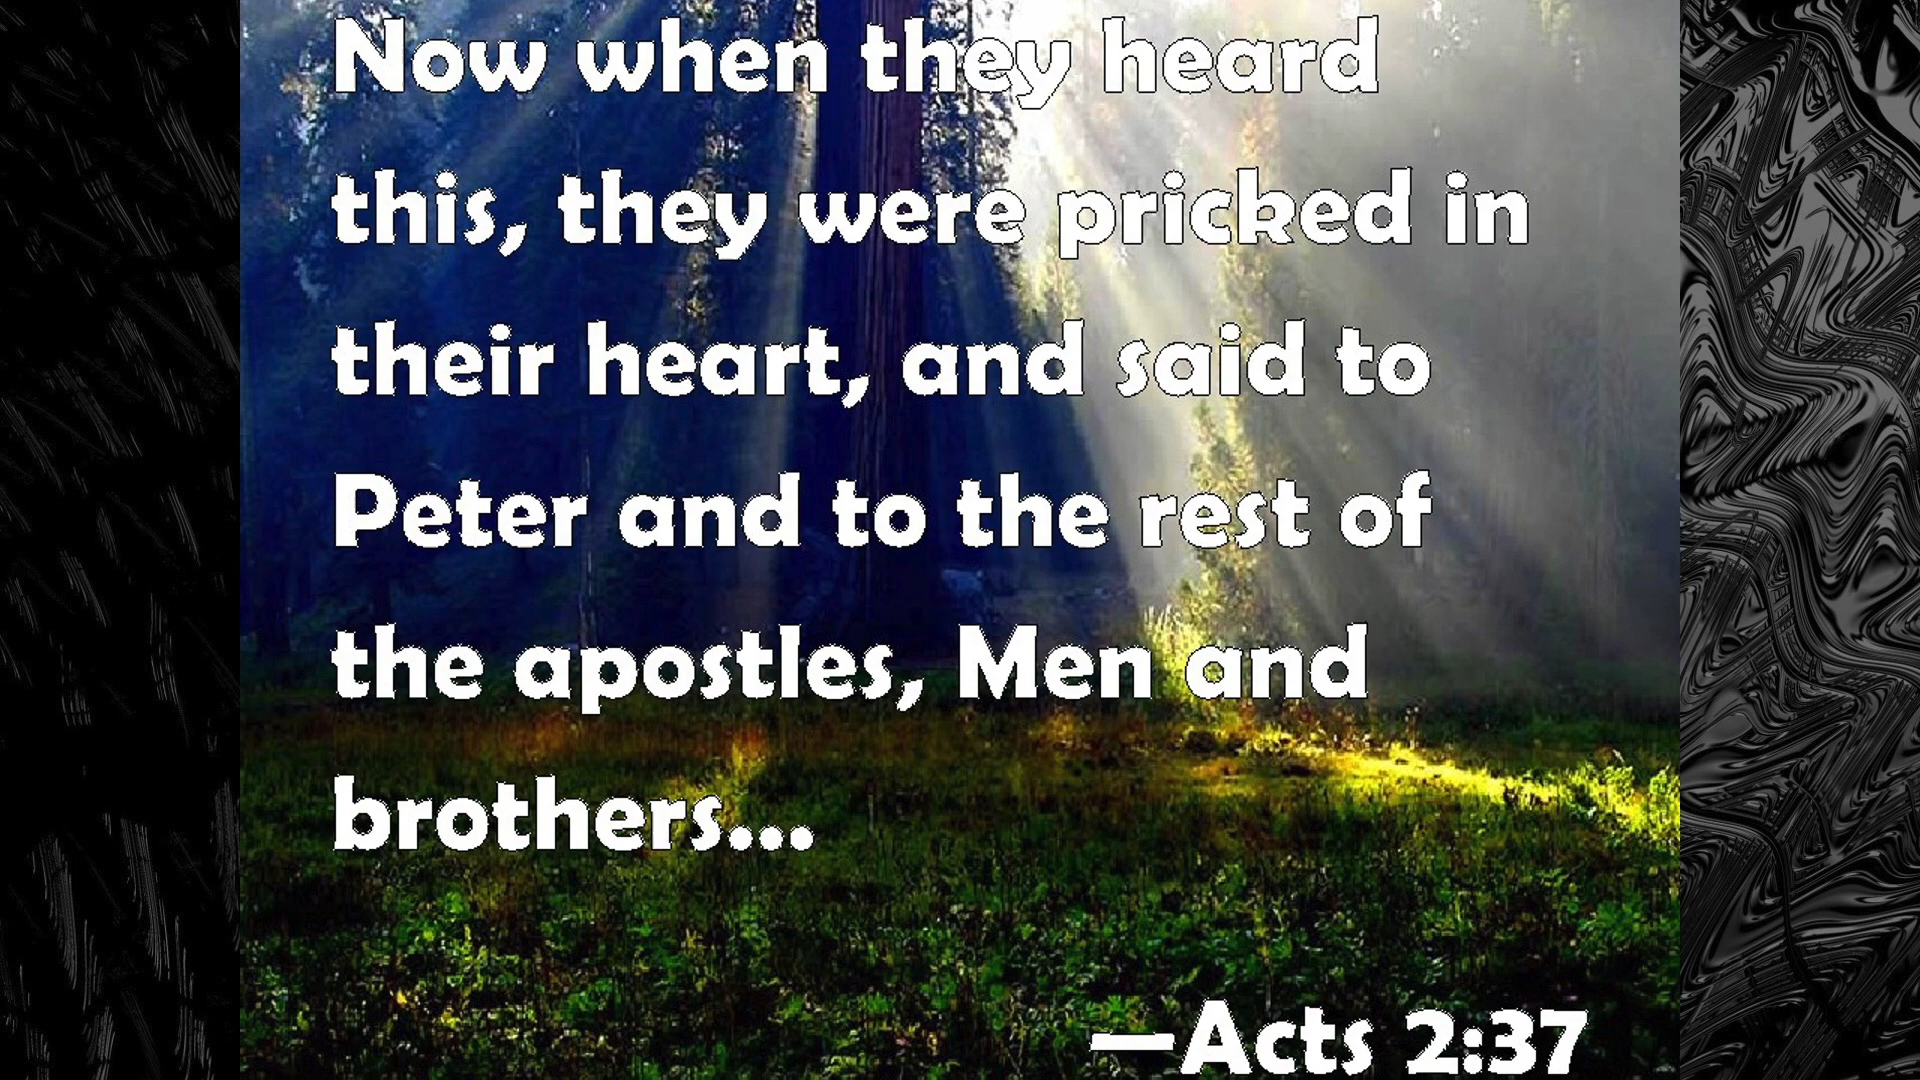 Now when they heard
this, they were pricked in
their heart, and said to
Peter and to the rest of
the apostles, Men and
brothers...
—Acts 2:37